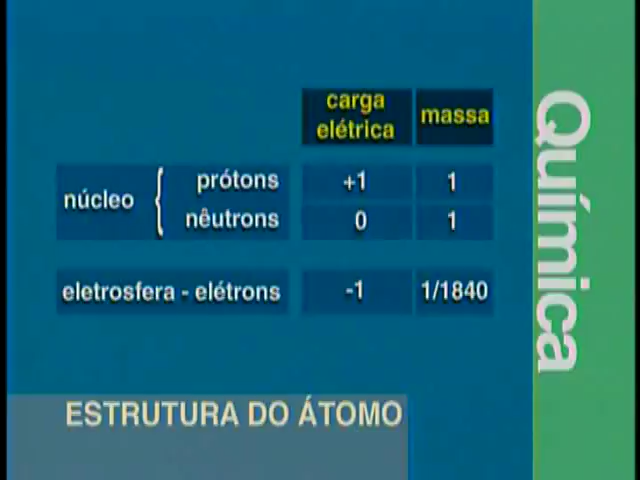 carga
elétrica
massa
núcleo
prótons +1 1
nêutrons 0 1
eletrosfera - elétrons -1 1/1840
ESTRUTURA DO ÁTOMO
Química